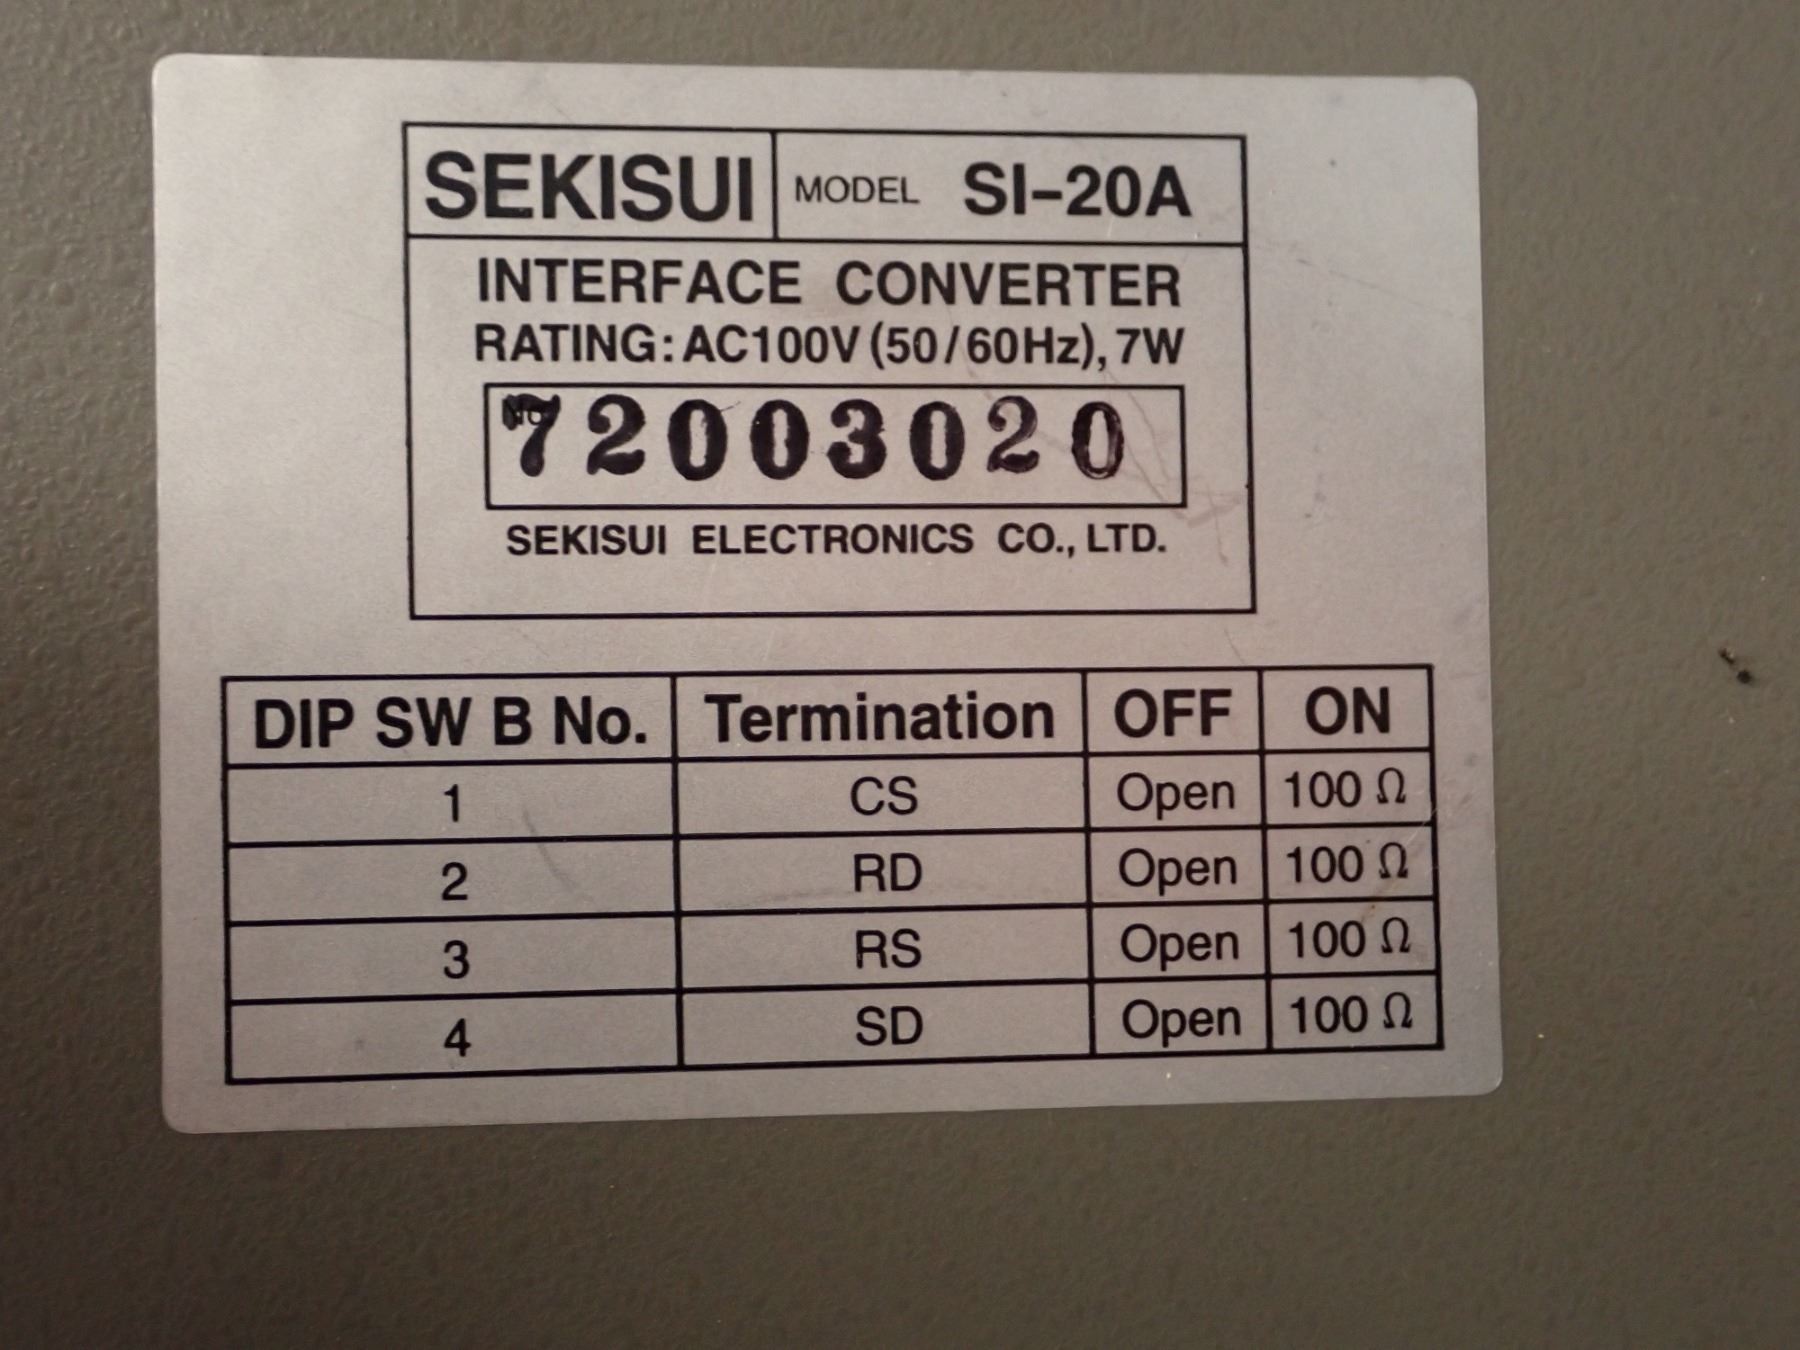 SEKISUI MODEL SI-20A
INTERFACE CONVERTER
RATING: AC100V (50/60Hz), 7W
No. 72003020
SEKISUI ELECTRONICS CO., LTD.
DIP SW B No. Termination OFF ON
1 CS Open 100 Ω
2 RD Open 100 Ω
3 RS Open 100 Ω
4 SD Open 100 Ω